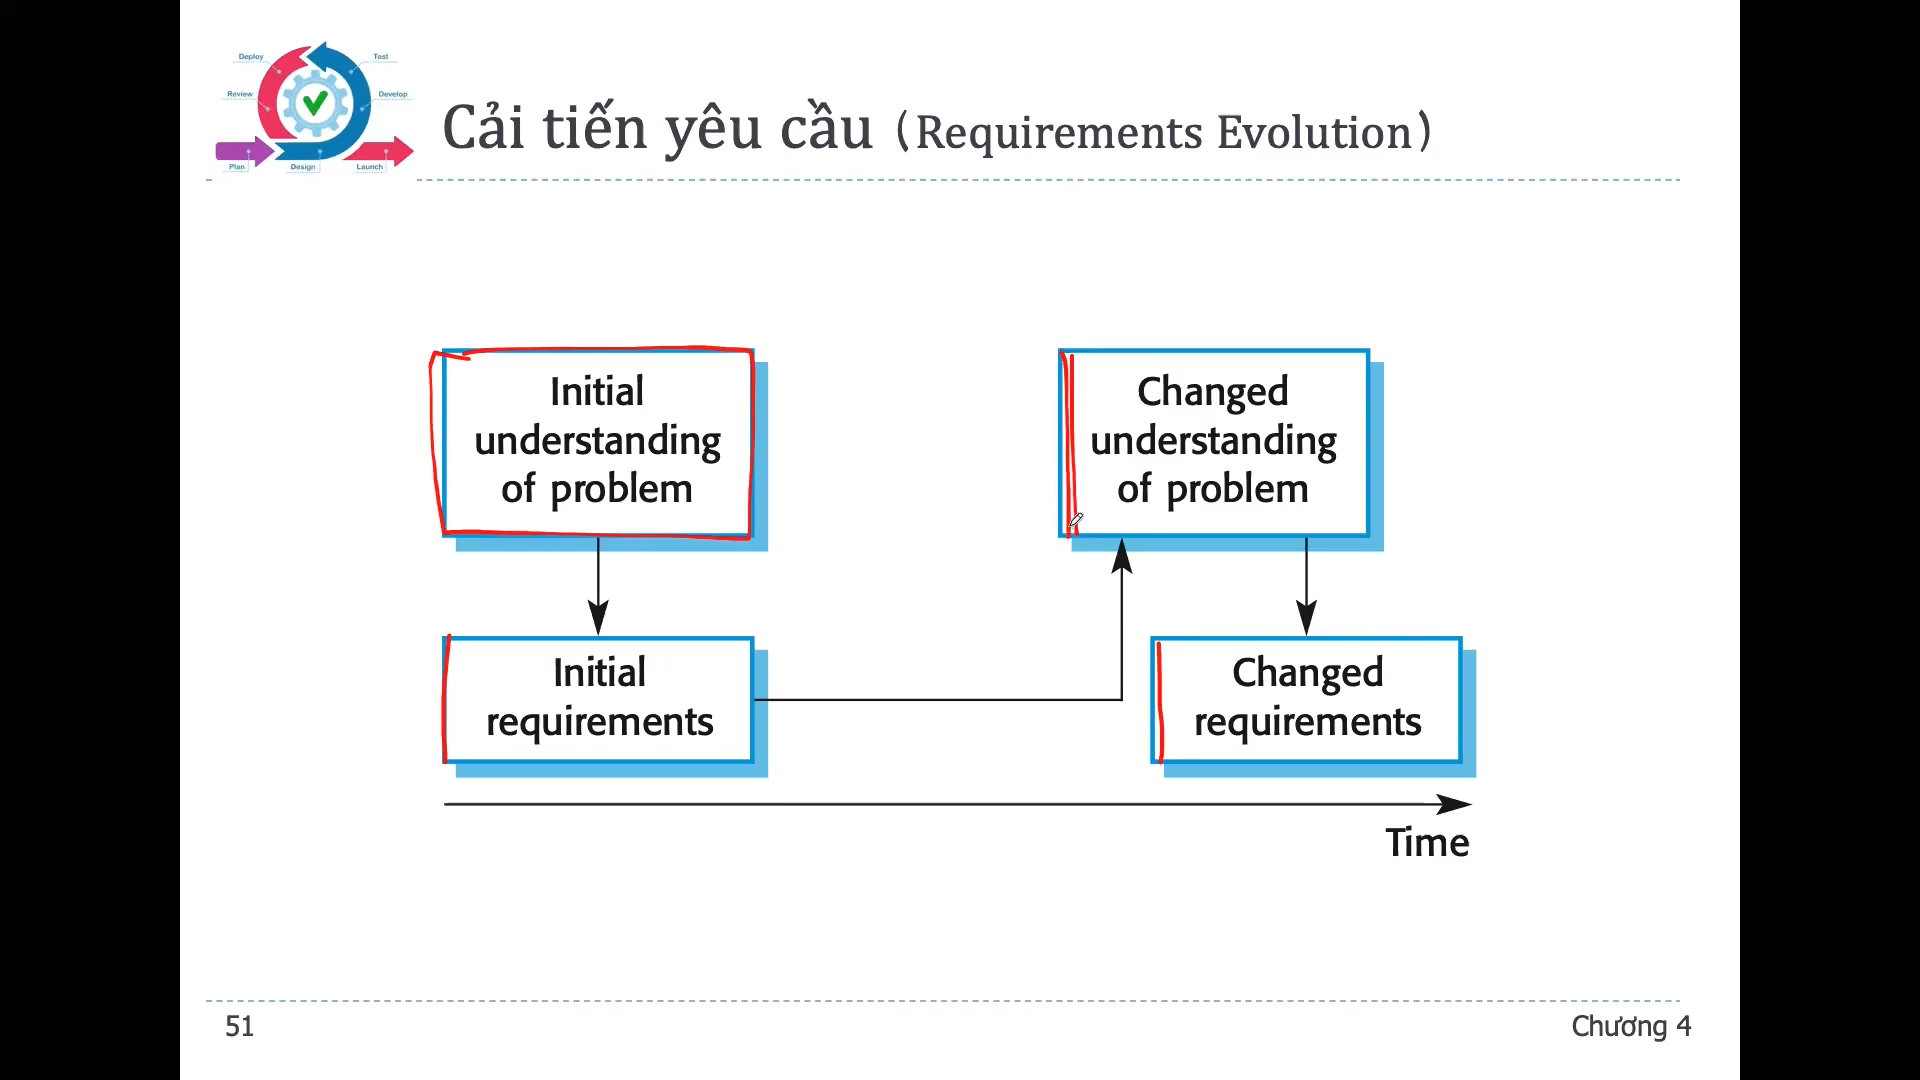 Deploy
Test
Review
Develop
Plan
Design
Launch
Cải tiến yêu cầu (Requirements Evolution)
Initial
understanding
of problem
Changed
understanding
of problem
Initial
requirements
Changed
requirements
Time
51
Chương 4